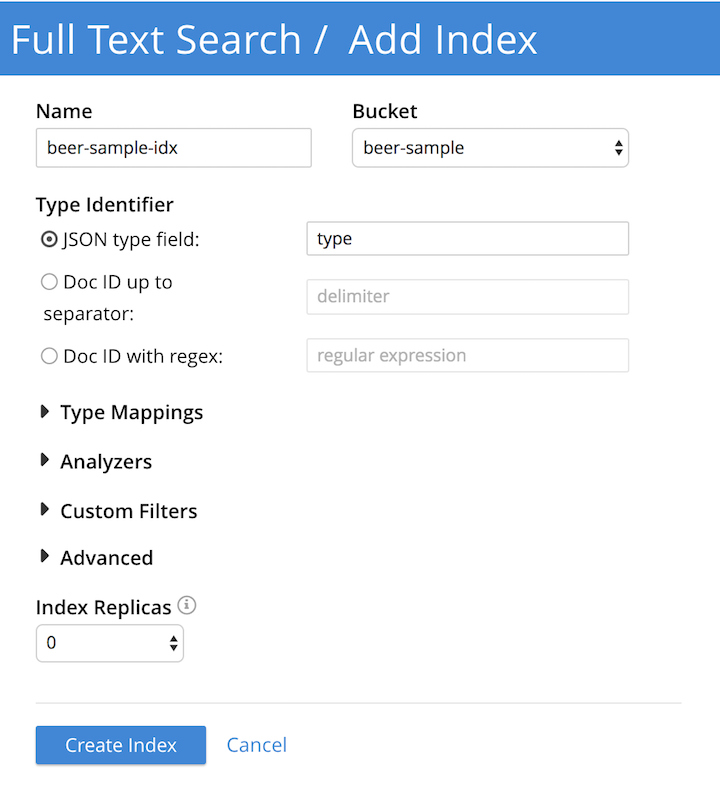 Full Text Search / Add Index
Name
Bucket
beer-sample-idx
beer-sample
Type Identifier
JSON type field:
type
Doc ID up to
separator:
delimiter
Doc ID with regex:
regular expression
Type Mappings
Analyzers
Custom Filters
Advanced
Index Replicas i
0
Create Index
Cancel